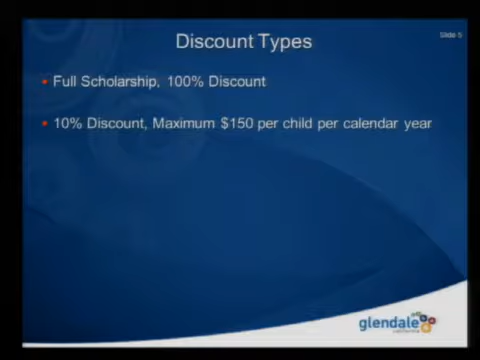 Slide 5
Discount Types
• Full Scholarship, 100% Discount
• 10% Discount, Maximum $150 per child per calendar year
glendale